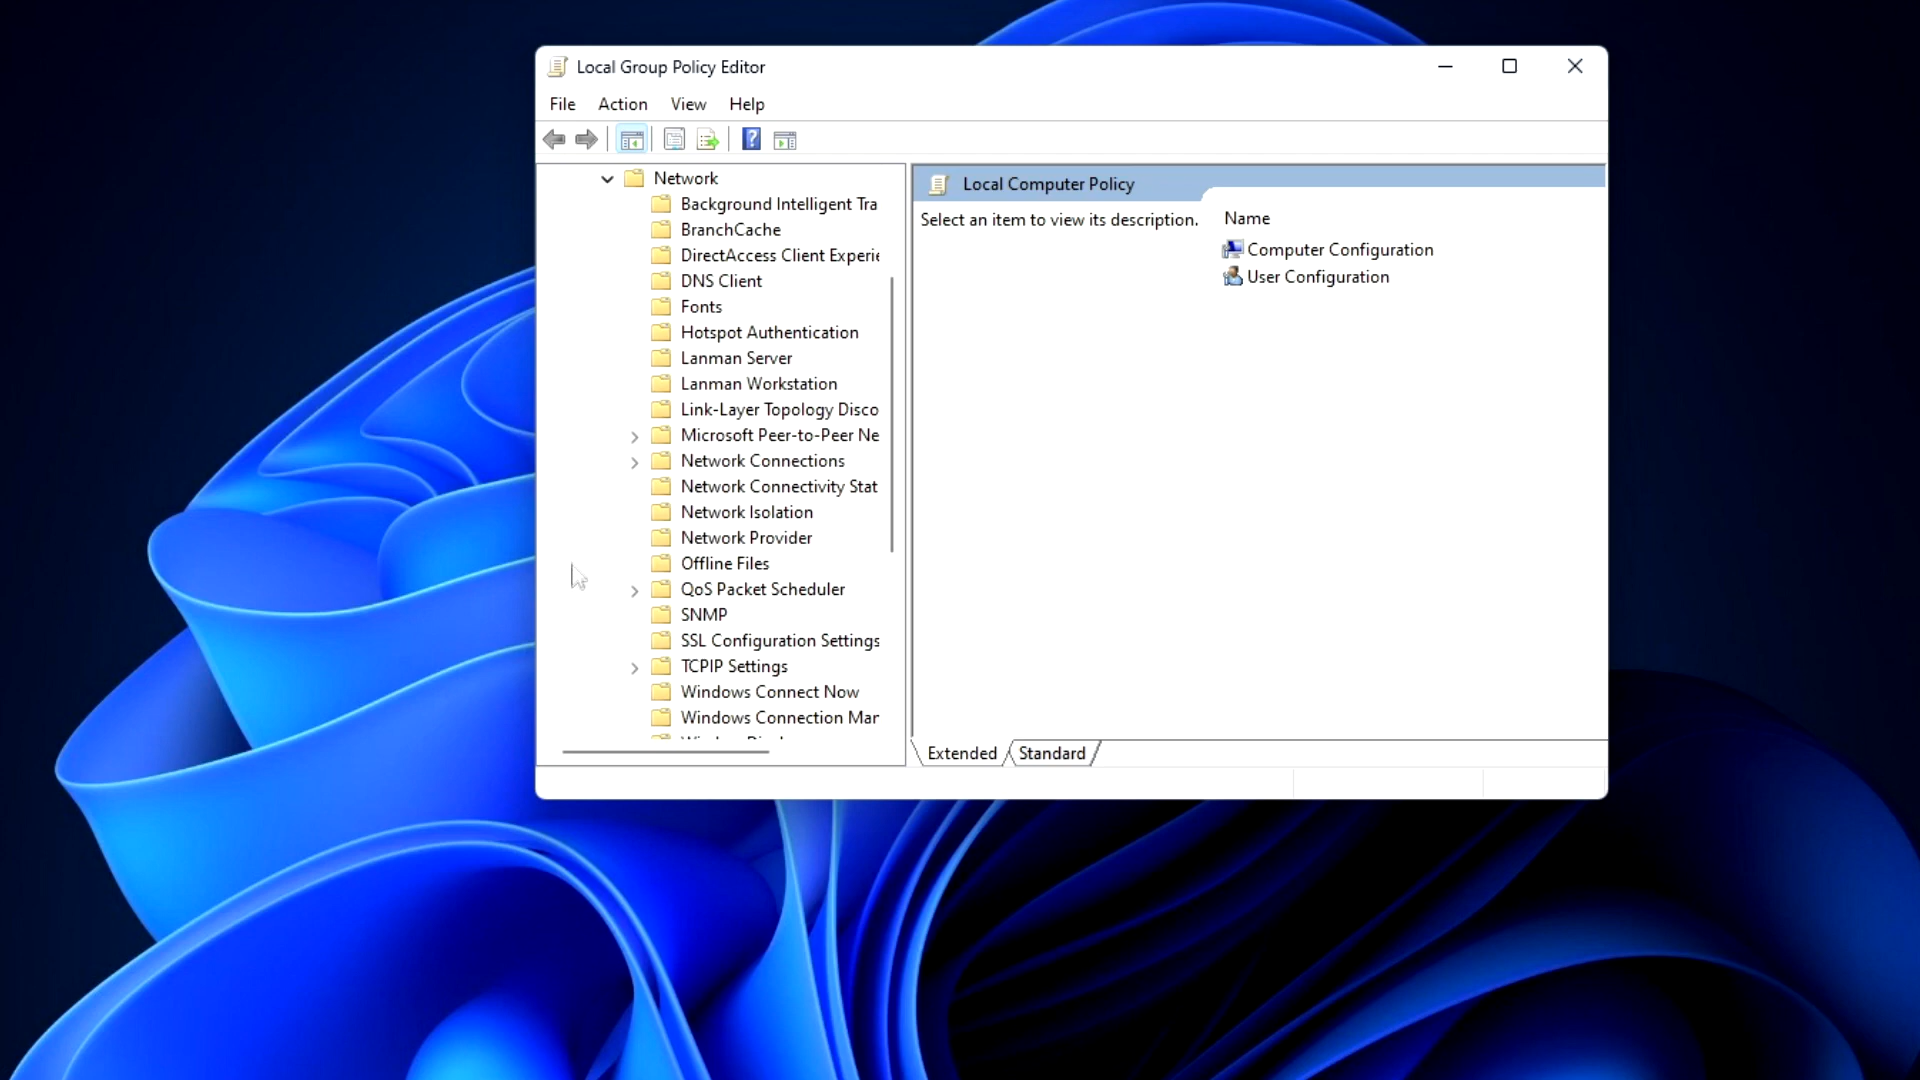 Local Group Policy Editor
File Action View Help
Network
Background Intelligent Tra
BranchCache
DirectAccess Client Experie
DNS Client
Fonts
Hotspot Authentication
Lanman Server
Lanman Workstation
Link-Layer Topology Disco
Microsoft Peer-to-Peer Ne
Network Connections
Network Connectivity Stat
Network Isolation
Network Provider
Offline Files
QoS Packet Scheduler
SNMP
SSL Configuration Settings
TCPIP Settings
Windows Connect Now
Windows Connection Mar
Local Computer Policy
Select an item to view its description.
Name
Computer Configuration
User Configuration
Extended Standard